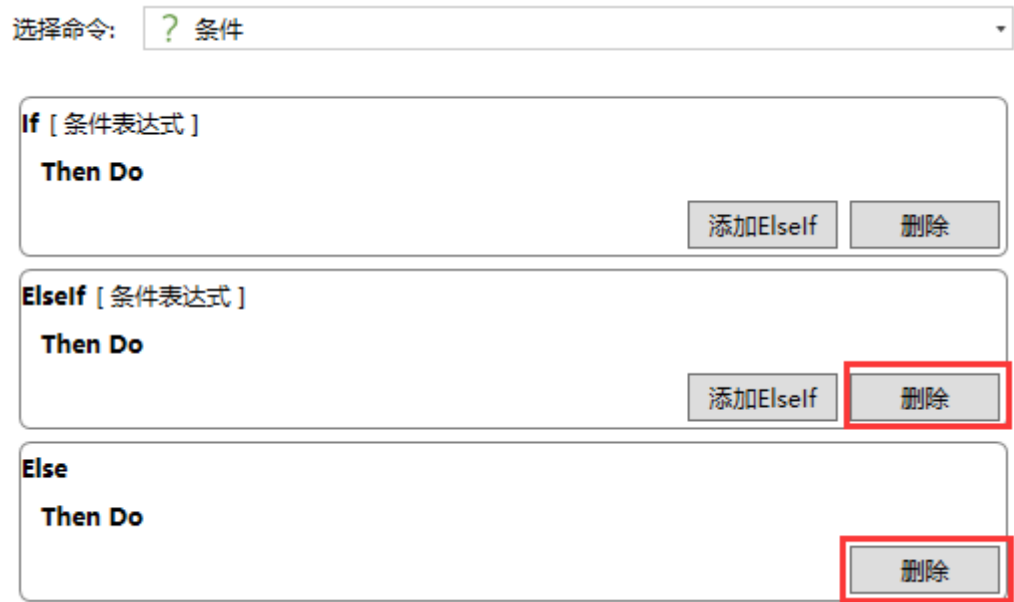 选择命令: ? 条件
If [ 条件表达式 ]
Then Do
添加ElseIf 删除
ElseIf [ 条件表达式 ]
Then Do
添加ElseIf 删除
Else
Then Do
删除